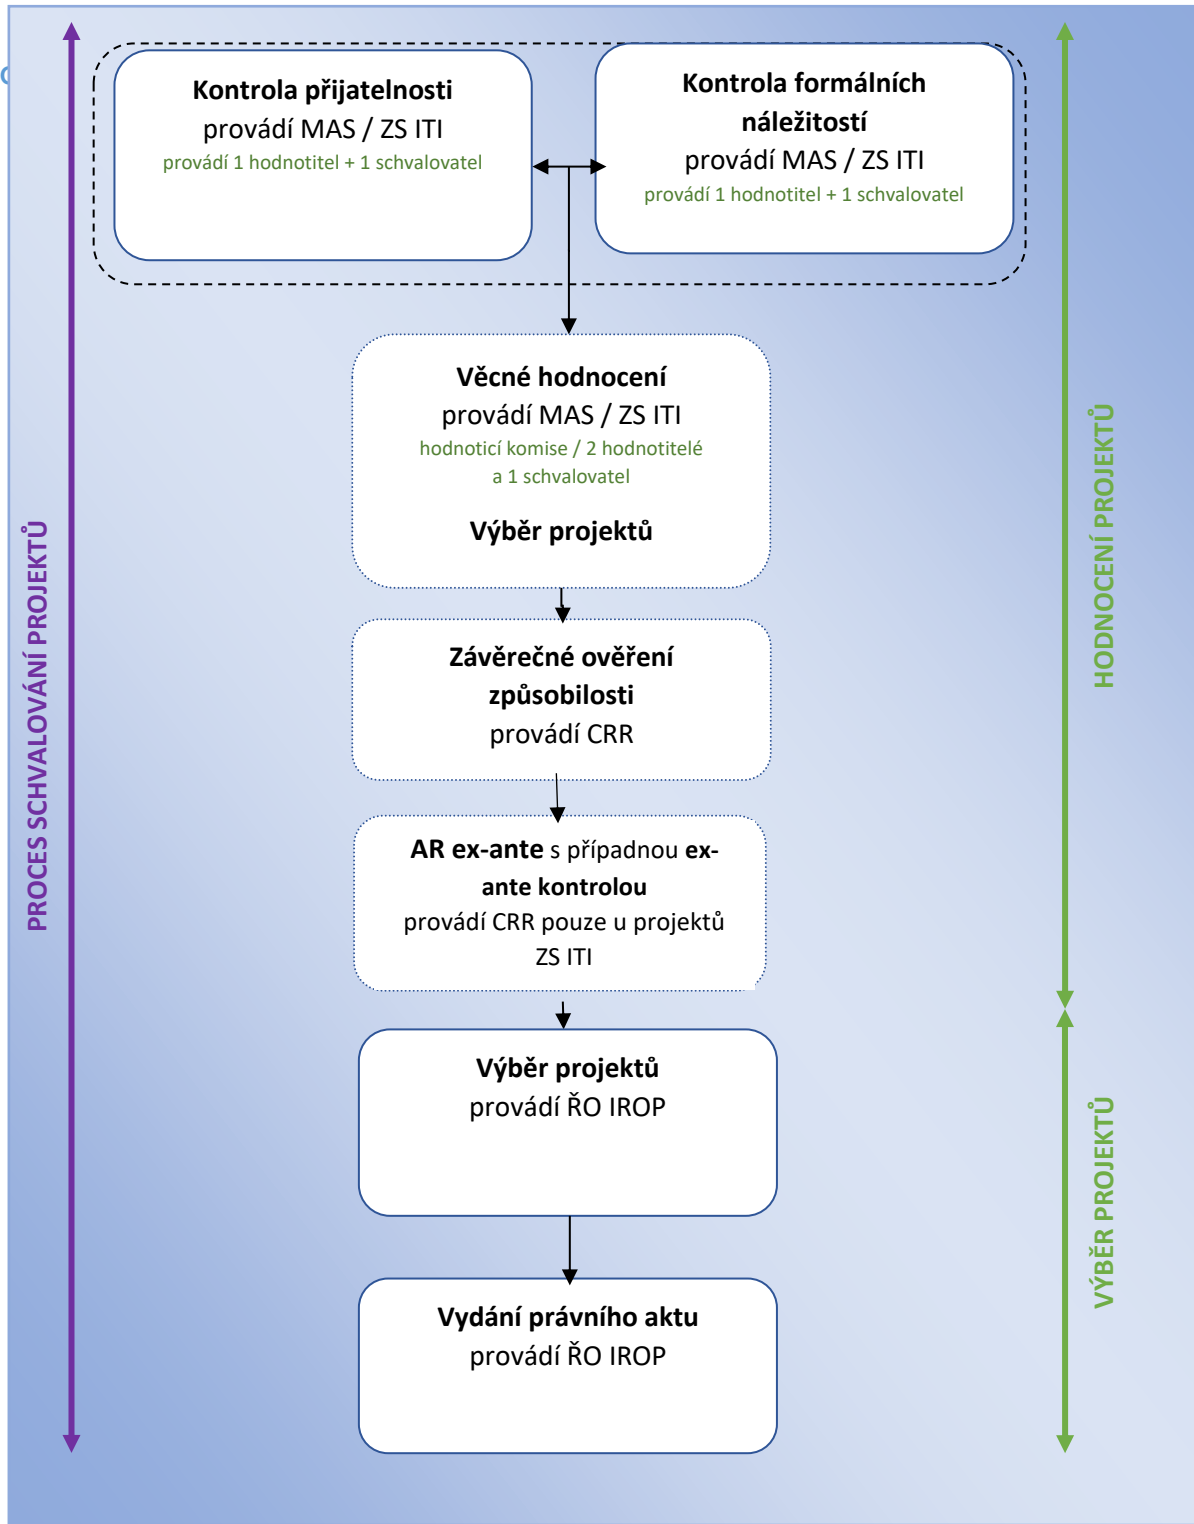 Kontrola přijatelnosti
provádí MAS / ZS ITI
provádí 1 hodnotitel + 1 schvalovatel
Kontrola formálních
náležitostí
provádí MAS / ZS ITI
provádí 1 hodnotitel + 1 schvalovatel
Věcné hodnocení
provádí MAS / ZS ITI
hodnoticí komise / 2 hodnotitelé
a 1 schvalovatel
Výběr projektů
Závěrečné ověření
způsobilosti
provádí CRR
AR ex-ante s případnou ex-
ante kontrolou
provádí CRR pouze u projektů
ZS ITI
Výběr projektů
provádí ŘO IROP
Vydání právního aktu
provádí ŘO IROP
PROCES SCHVALOVÁNÍ PROJEKTŮ
HODNOCENÍ PROJEKTŮ
VÝBĚR PROJEKTŮ